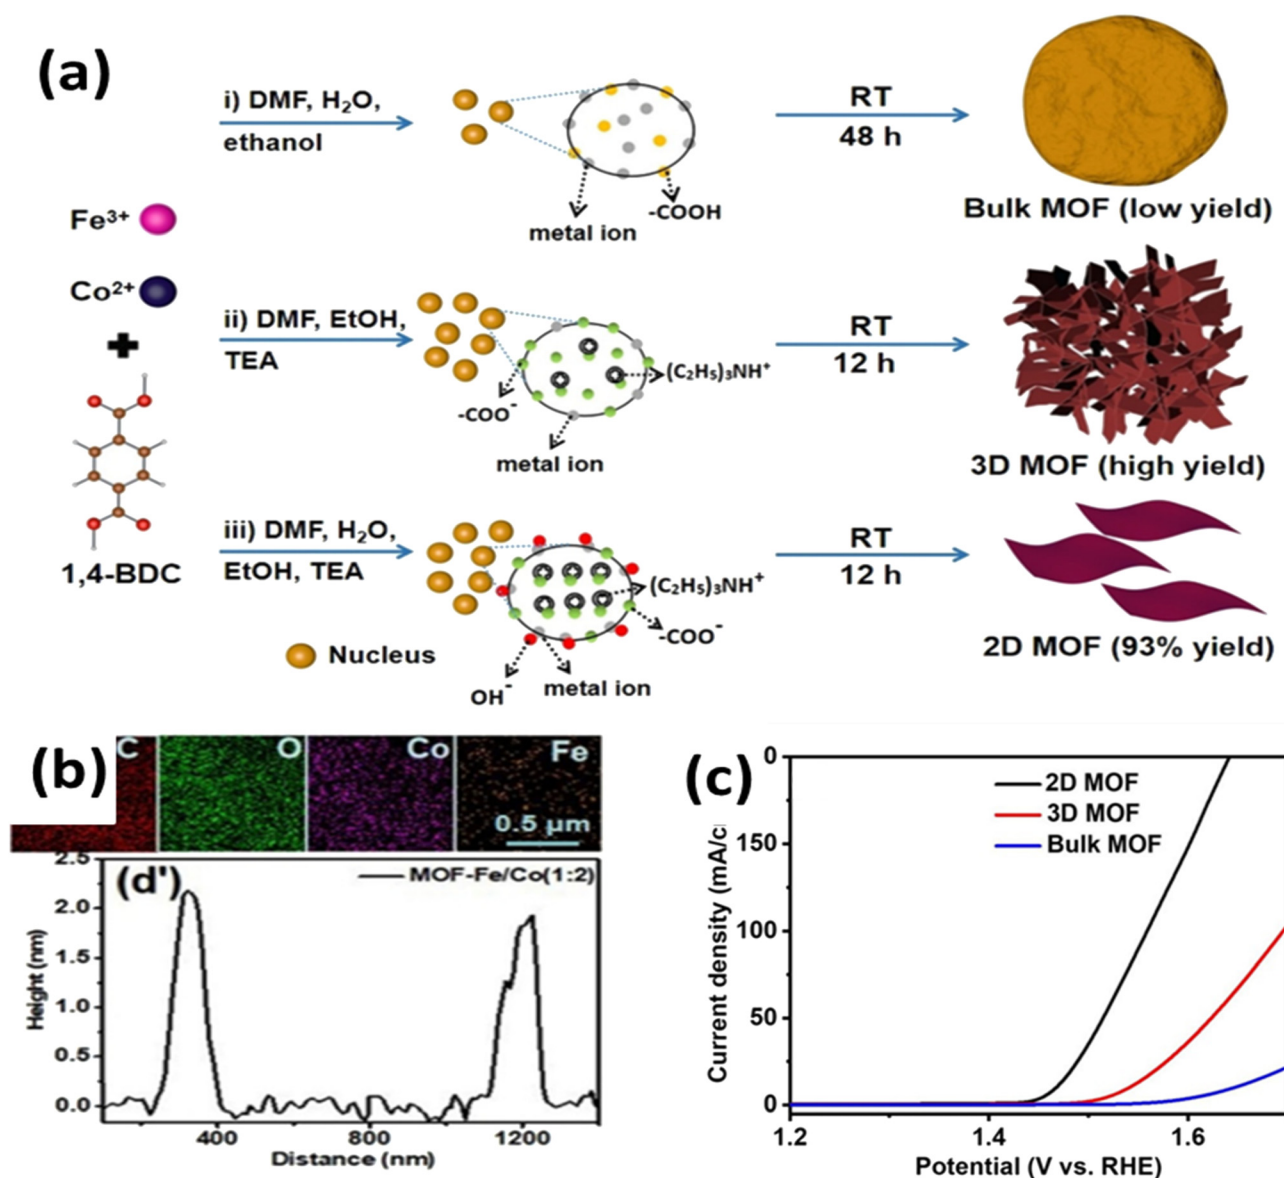 (a)
i) DMF, H₂O,
ethanol
metal ion
-COOH
RT
48 h
Bulk MOF (low yield)
Fe³⁺
Co²⁺
1,4-BDC
ii) DMF, EtOH,
TEA
-COO⁻
(C₂H₅)₃NH⁺
metal ion
RT
12 h
3D MOF (high yield)
iii) DMF, H₂O,
EtOH, TEA
(C₂H₅)₃NH⁺
-COO⁻
OH⁻
metal ion
RT
12 h
2D MOF (93% yield)
Nucleus
(b)
C
O
Co
Fe
0.5 µm
(d')
MOF-Fe/Co(1:2)
2.5
2.0
1.5
1.0
0.5
0.0
Height (nm)
400
800
1200
Distance (nm)
(c)
2D MOF
3D MOF
Bulk MOF
0
150
100
50
0
Current density (mA/c
1.2
1.4
1.6
Potential (V vs. RHE)